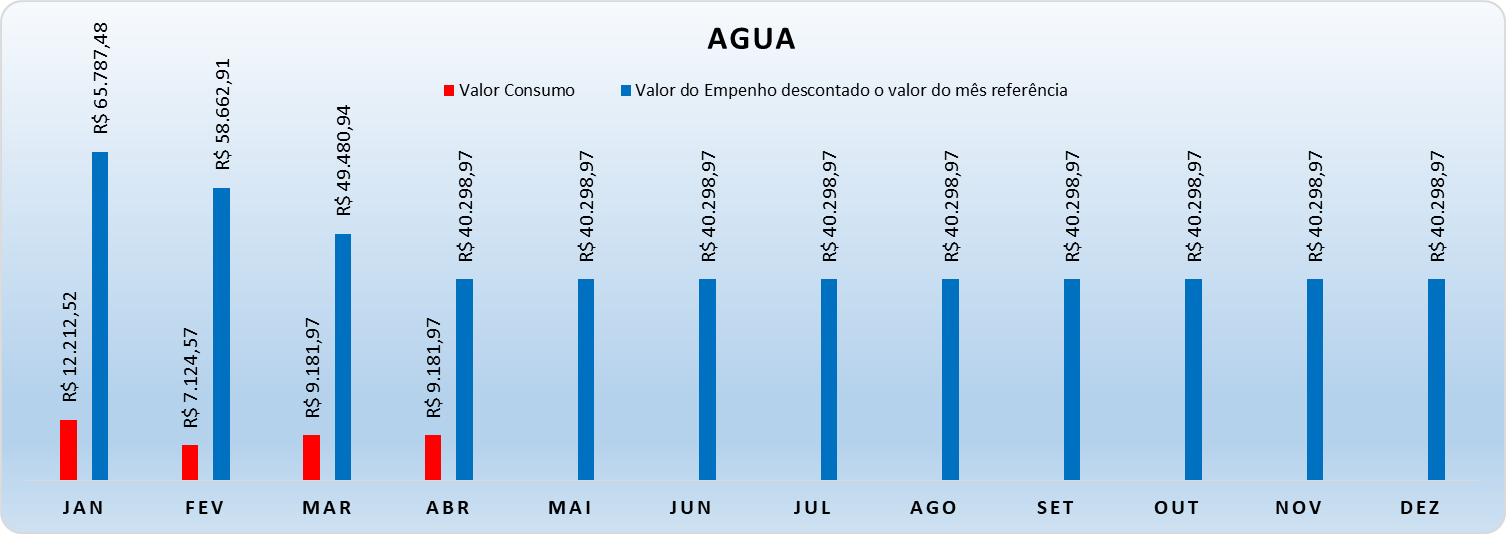 AGUA
Valor Consumo
Valor do Empenho descontado o valor do mês referência
R$ 12.212,52
R$ 65.787,48
R$ 7.124,57
R$ 58.662,91
R$ 9.181,97
R$ 49.480,94
R$ 9.181,97
R$ 40.298,97
R$ 40.298,97
R$ 40.298,97
R$ 40.298,97
R$ 40.298,97
R$ 40.298,97
R$ 40.298,97
R$ 40.298,97
R$ 40.298,97
JAN
FEV
MAR
ABR
MAI
JUN
JUL
AGO
SET
OUT
NOV
DEZ